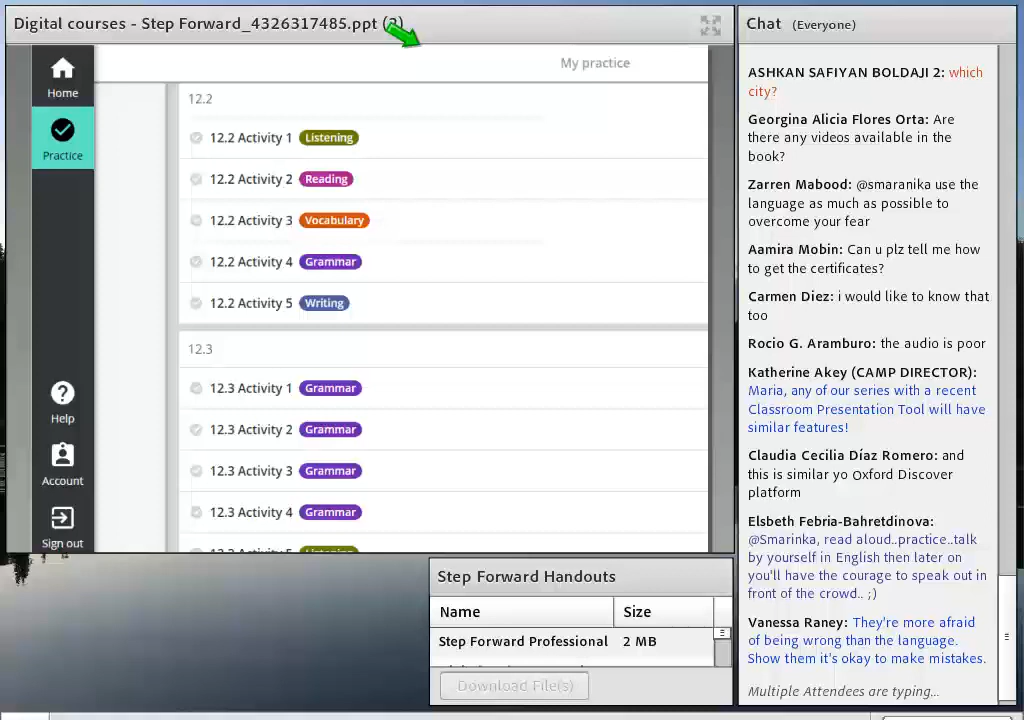 Digital courses - Step Forward_4326317485.ppt (2)
My practice
Home
Practice
Help
Account
Sign out
12.2
12.2 Activity 1 Listening
12.2 Activity 2 Reading
12.2 Activity 3 Vocabulary
12.2 Activity 4 Grammar
12.2 Activity 5 Writing
12.3
12.3 Activity 1 Grammar
12.3 Activity 2 Grammar
12.3 Activity 3 Grammar
12.3 Activity 4 Grammar
Step Forward Handouts
Name Size
Step Forward Professional 2 MB
Download File(s)
Chat (Everyone)
ASHKAN SAFIYAN BOLDAJI 2: which
city?
Georgina Alicia Flores Orta: Are
there any videos available in the
book?
Zarren Mabood: @smaranika use the
language as much as possible to
overcome your fear
Aamira Mobin: Can u plz tell me how
to get the certificates?
Carmen Diez: i would like to know that
too
Rocio G. Aramburo: the audio is poor
Katherine Akey (CAMP DIRECTOR):
Maria, any of our series with a recent
Classroom Presentation Tool will have
similar features!
Claudia Cecilia Díaz Romero: and
this is similar yo Oxford Discover
platform
Elsbeth Febria-Bahretdinova:
@Smarinka, read aloud..practice..talk
by yourself in English then later on
you'll have the courage to speak out in
front of the crowd.. ;)
Vanessa Raney: They're more afraid
of being wrong than the language.
Show them it's okay to make mistakes.
Multiple Attendees are typing...